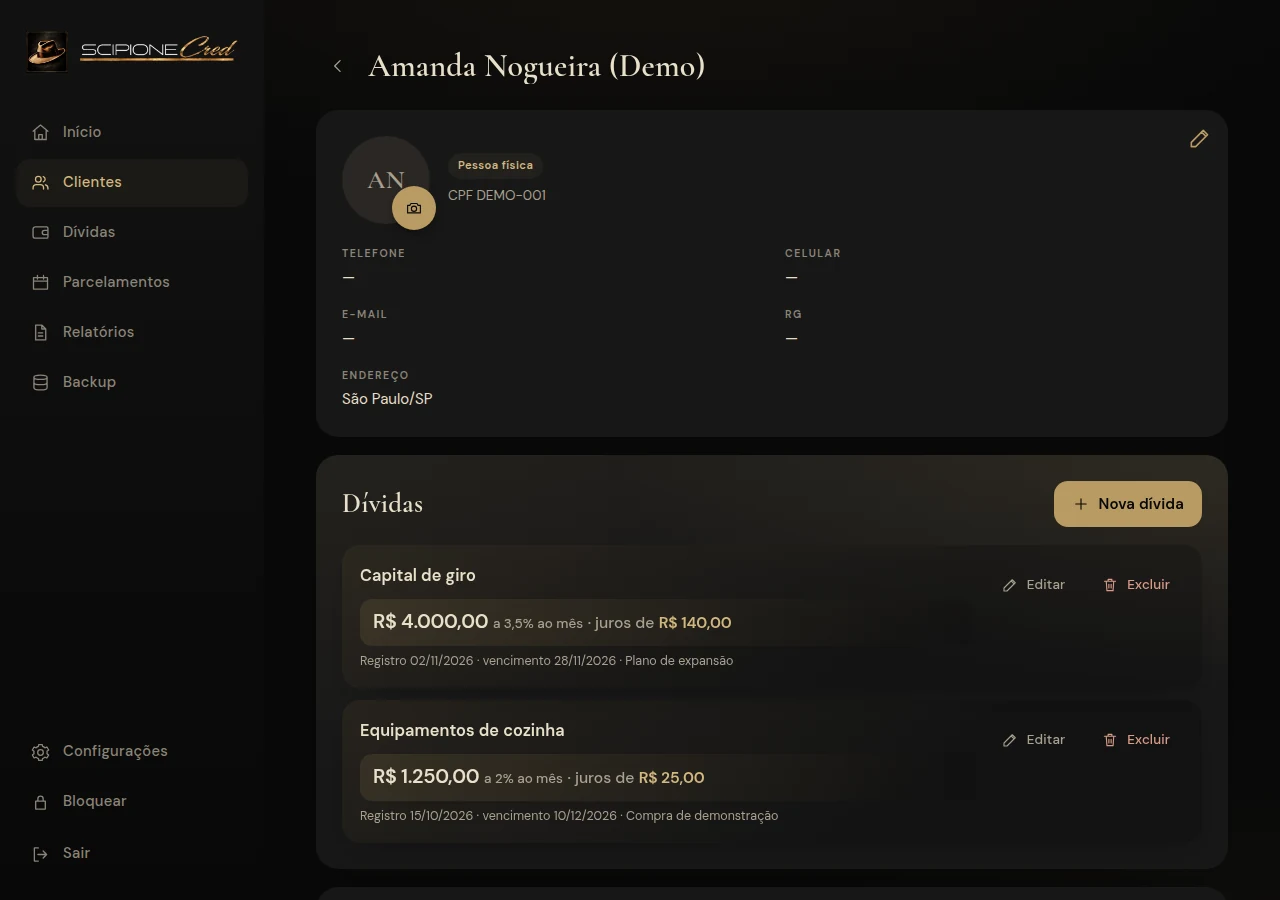 SCIPIONE Cred
Início
Clientes
Dívidas
Parcelamentos
Relatórios
Backup
Configurações
Bloquear
Sair
Amanda Nogueira (Demo)
AN
Pessoa física
CPF DEMO-001
TELEFONE
—
CELULAR
—
E-MAIL
—
RG
—
ENDEREÇO
São Paulo/SP
Dívidas
Nova dívida
Capital de giro
Editar
Excluir
R$ 4.000,00 a 3,5% ao mês · juros de R$ 140,00
Registro 02/11/2026 · vencimento 28/11/2026 · Plano de expansão
Equipamentos de cozinha
Editar
Excluir
R$ 1.250,00 a 2% ao mês · juros de R$ 25,00
Registro 15/10/2026 · vencimento 10/12/2026 · Compra de demonstração